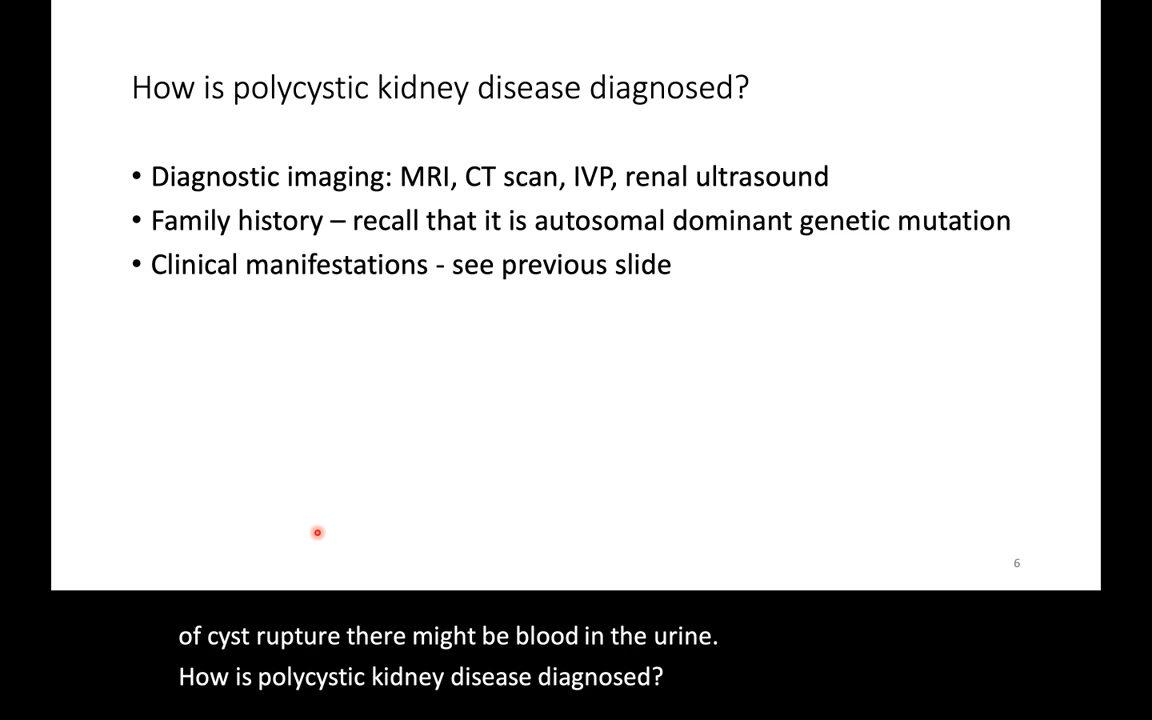 How is polycystic kidney disease diagnosed?
• Diagnostic imaging: MRI, CT scan, IVP, renal ultrasound
• Family history – recall that it is autosomal dominant genetic mutation
• Clinical manifestations - see previous slide
6
of cyst rupture there might be blood in the urine.
How is polycystic kidney disease diagnosed?